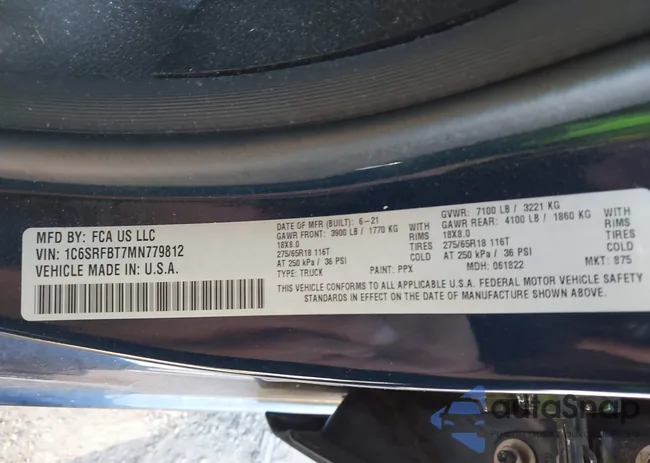 MFD BY: FCA US LLC
VIN: 1C6SRFBT7MN779812
VEHICLE MADE IN U.S.A.
DATE OF MFR (BUILT): 6-21
GAWR FRONT: 3900 LB / 1770 KG WITH
18X8.0 RIMS
275/65R18 116T TIRES
AT 250 kPa / 36 PSI COLD
TYPE: TRUCK PAINT: PPX
GVWR: 7100 LB / 3221 KG
GAWR REAR: 4100 LB / 1860 KG WITH
18X8.0 RIMS
275/65R18 116T TIRES
AT 250 kPa / 36 PSI COLD
MDH: 061822 MKT: 875
THIS VEHICLE CONFORMS TO ALL APPLICABLE U.S.A. FEDERAL MOTOR VEHICLE SAFETY
STANDARDS IN EFFECT ON THE DATE OF MANUFACTURE SHOWN ABOVE.
autoSnap